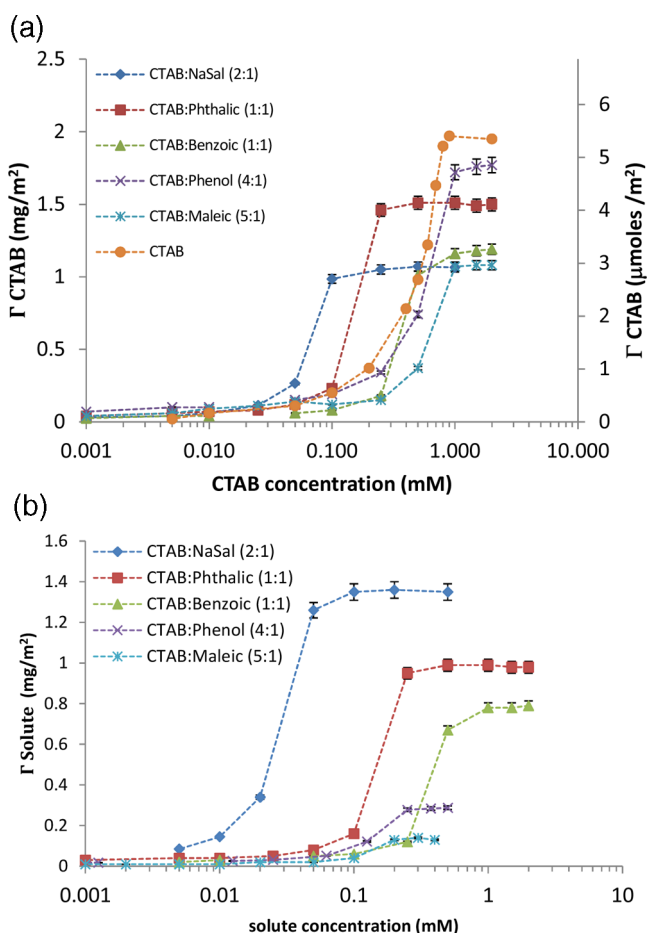 (a)
2.5
2
1.5
1
0.5
0
Γ CTAB (mg/m²)
CTAB:NaSal (2:1)
CTAB:Phthalic (1:1)
CTAB:Benzoic (1:1)
CTAB:Phenol (4:1)
CTAB:Maleic (5:1)
CTAB
6
5
4
3
2
1
0
Γ CTAB (μmoles /m²)
0.001 0.010 0.100 1.000 10.000
CTAB concentration (mM)
(b)
1.6
1.4
1.2
1
0.8
0.6
0.4
0.2
0
Γ Solute (mg/m²)
CTAB:NaSal (2:1)
CTAB:Phthalic (1:1)
CTAB:Benzoic (1:1)
CTAB:Phenol (4:1)
CTAB:Maleic (5:1)
0.001 0.01 0.1 1 10
solute concentration (mM)